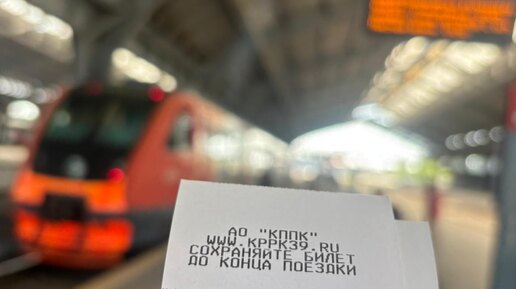 АО "КППК"
WWW.KPPK39.RU
СОХРАНЯЙТЕ БИЛЕТ
ДО КОНЦА ПОЕЗДКИ